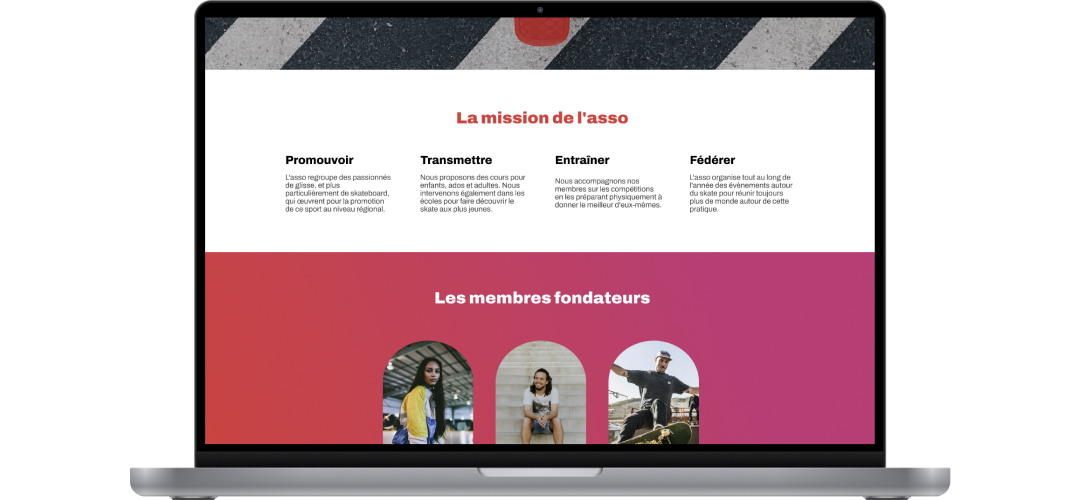 La mission de l'asso
Promouvoir
L'asso regroupe des passionnés
de glisse, et plus
particulièrement de skateboard,
qui œuvrent pour la promotion
de ce sport au niveau régional.
Transmettre
Nous proposons des cours pour
enfants, ados et adultes. Nous
intervenons également dans les
écoles pour faire découvrir le
skate aux plus jeunes.
Entraîner
Nous accompagnons nos
membres sur les compétitions
en les préparant physiquement à
donner le meilleur d'eux-mêmes.
Fédérer
L'asso organise tout au long de
l'année des évènements autour
du skate pour réunir toujours
plus de monde autour de cette
pratique.
Les membres fondateurs